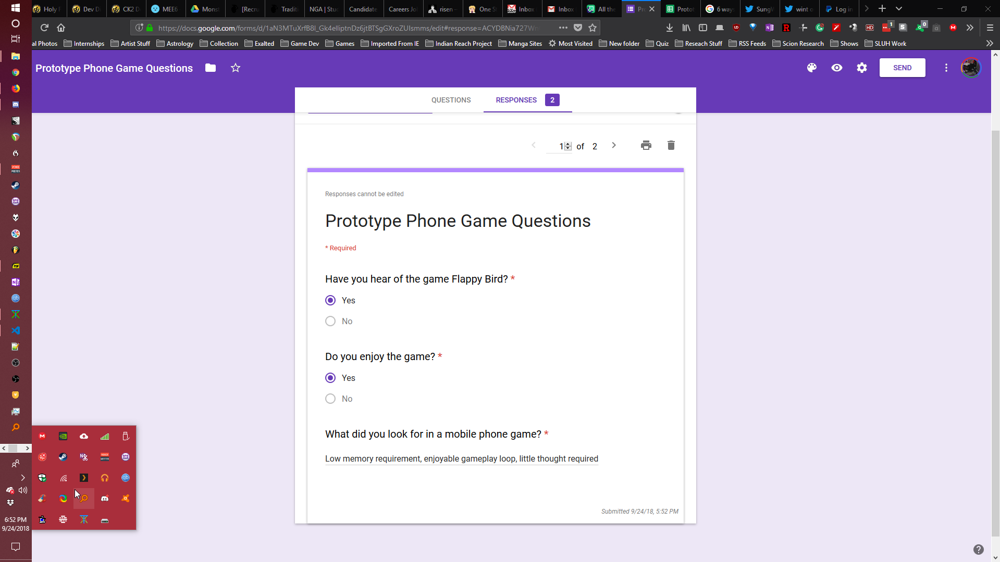 Holy
Dev D
CK2 D
MEE6
Monst
[Recru
Traditi
NGA | Stu
Candidate
Careers Jo
risen -
One S
Inbox
Inbox
All the
Pr
Protot
6 way
SungW
wint o
Log in
https://docs.google.com/forms/d/1aN3MTuXrfB8l_Gk4elliptnDz6jtBTSgGXroZUIsmms/edit#response=ACYDBNia727W
al Photos
Internships
Artist Stuff
Astrology
Collection
Exalted
Game Dev
Games
Imported From IE
Indian Reach Project
Manga Sites
Most Visited
New folder
Quiz
Reseach Stuff
RSS Feeds
Scion Research
Shows
SLUH Work
Prototype Phone Game Questions
SEND
QUESTIONS
RESPONSES 2
1 of 2
Responses cannot be edited
Prototype Phone Game Questions
* Required
Have you hear of the game Flappy Bird? *
Yes
No
Do you enjoy the game? *
Yes
No
What did you look for in a mobile phone game? *
Low memory requirement, enjoyable gameplay loop, little thought required
Submitted 9/24/18, 5:52 PM
6:52 PM
9/24/2018